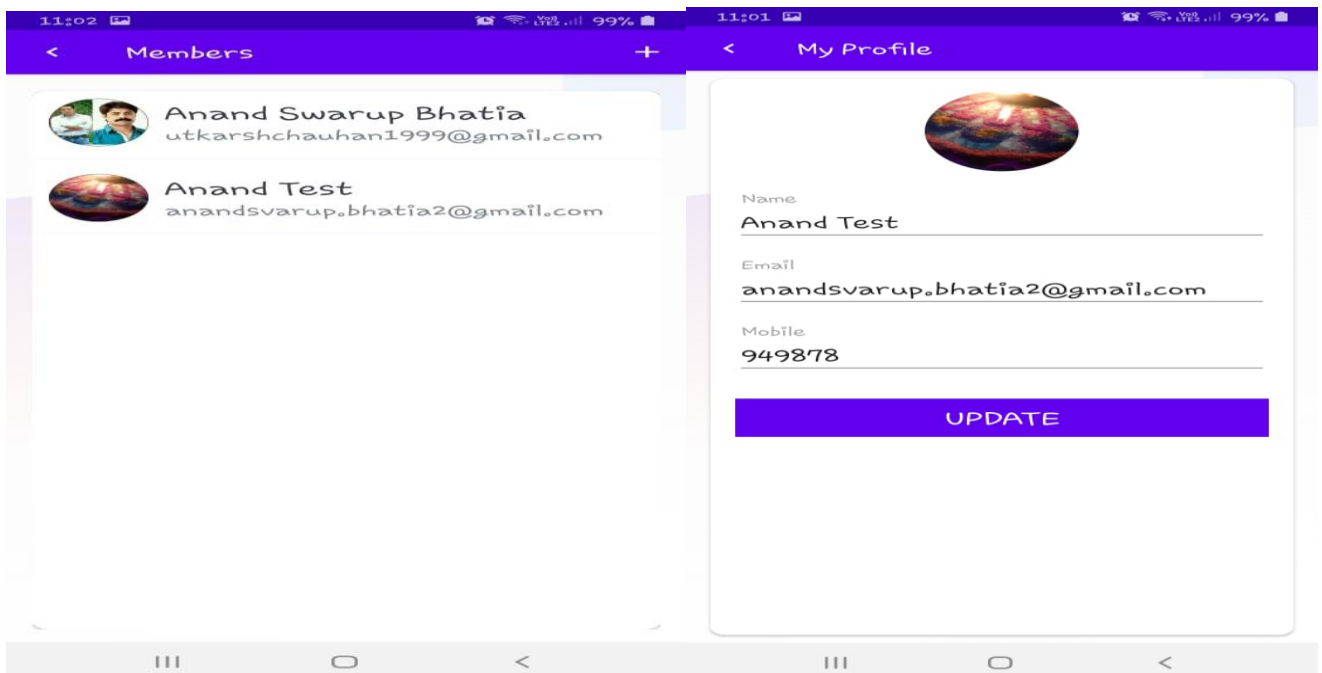 11:02
99%
Members
+
Anand Swarup Bhatia
utkarshchauhan1999@gmail.com
Anand Test
anandsvarup.bhatia2@gmail.com
11:01
99%
My Profile
Name
Anand Test
Email
anandsvarup.bhatia2@gmail.com
Mobile
949878
UPDATE